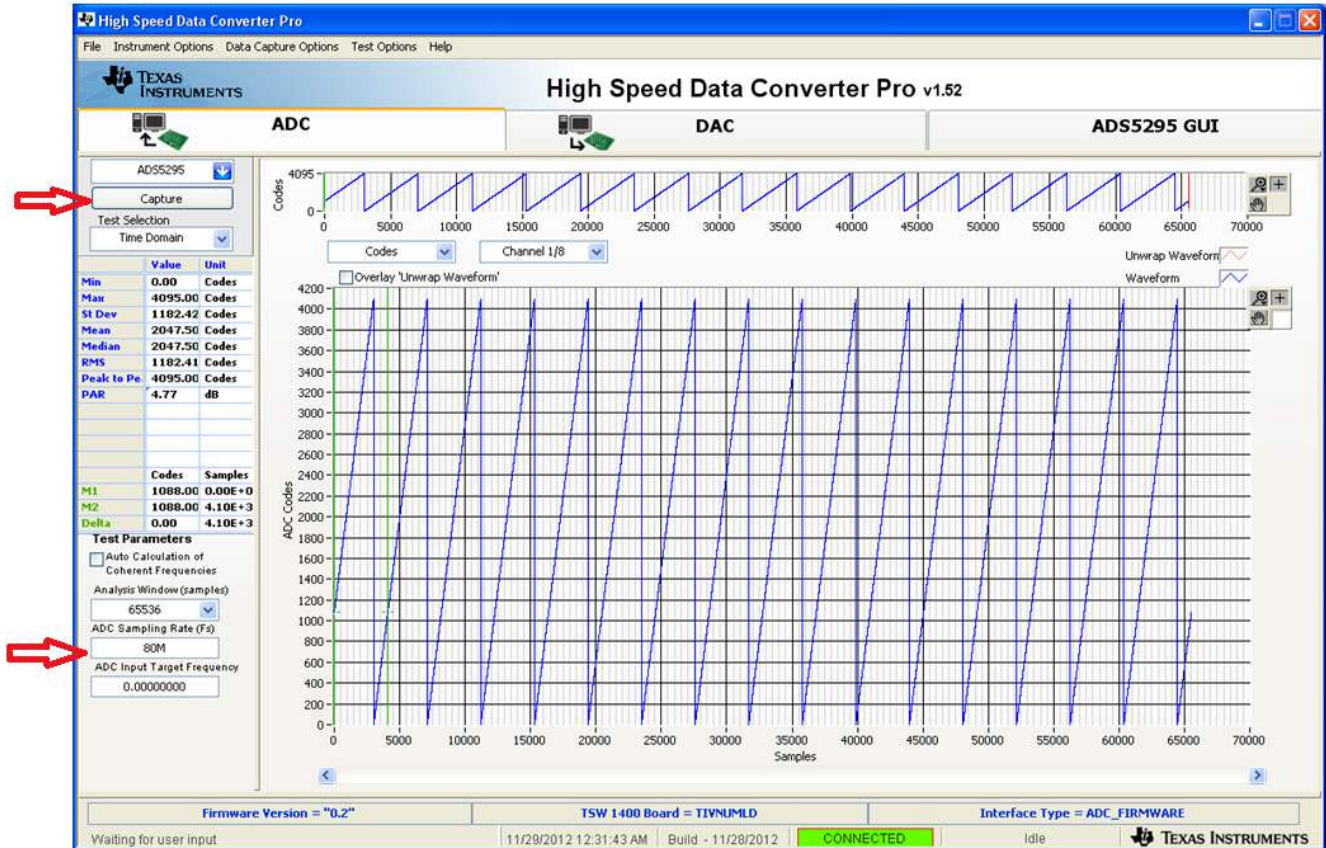 High Speed Data Converter Pro
File Instrument Options Data Capture Options Test Options Help
TEXAS INSTRUMENTS
High Speed Data Converter Pro v1.52
ADC
DAC
ADS5295 GUI
ADS5295
Capture
Test Selection
Time Domain
Value Unit
Min 0.00 Codes
Max 4095.00 Codes
St Dev 1182.42 Codes
Mean 2047.50 Codes
Median 2047.50 Codes
RMS 1182.41 Codes
Peak to Pe 4095.00 Codes
PAR 4.77 dB
Codes Samples
M1 1088.00 0.00E+0
M2 1088.00 4.10E+3
Delta 0.00 4.10E+3
Test Parameters
Auto Calculation of
Coherent Frequencies
Analysis Window (samples)
65536
ADC Sampling Rate (Fs)
80M
ADC Input Target Frequency
0.00000000
Codes
4095
0
0 5000 10000 15000 20000 25000 30000 35000 40000 45000 50000 55000 60000 65000 70000
Codes
Channel 1/8
Unwrap Waveform
Overlay 'Unwrap Waveform'
Waveform
ADC Codes
4200
4000
3800
3600
3400
3200
3000
2800
2600
2400
2200
2000
1800
1600
1400
1200
1000
800
600
400
200
0
0 5000 10000 15000 20000 25000 30000 35000 40000 45000 50000 55000 60000 65000 70000
Samples
Firmware Version = "0.2"
TSW 1400 Board = TIVNUMLD
Interface Type = ADC_FIRMWARE
Waiting for user input
11/29/2012 12:31:43 AM
Build - 11/28/2012
CONNECTED
Idle
TEXAS INSTRUMENTS